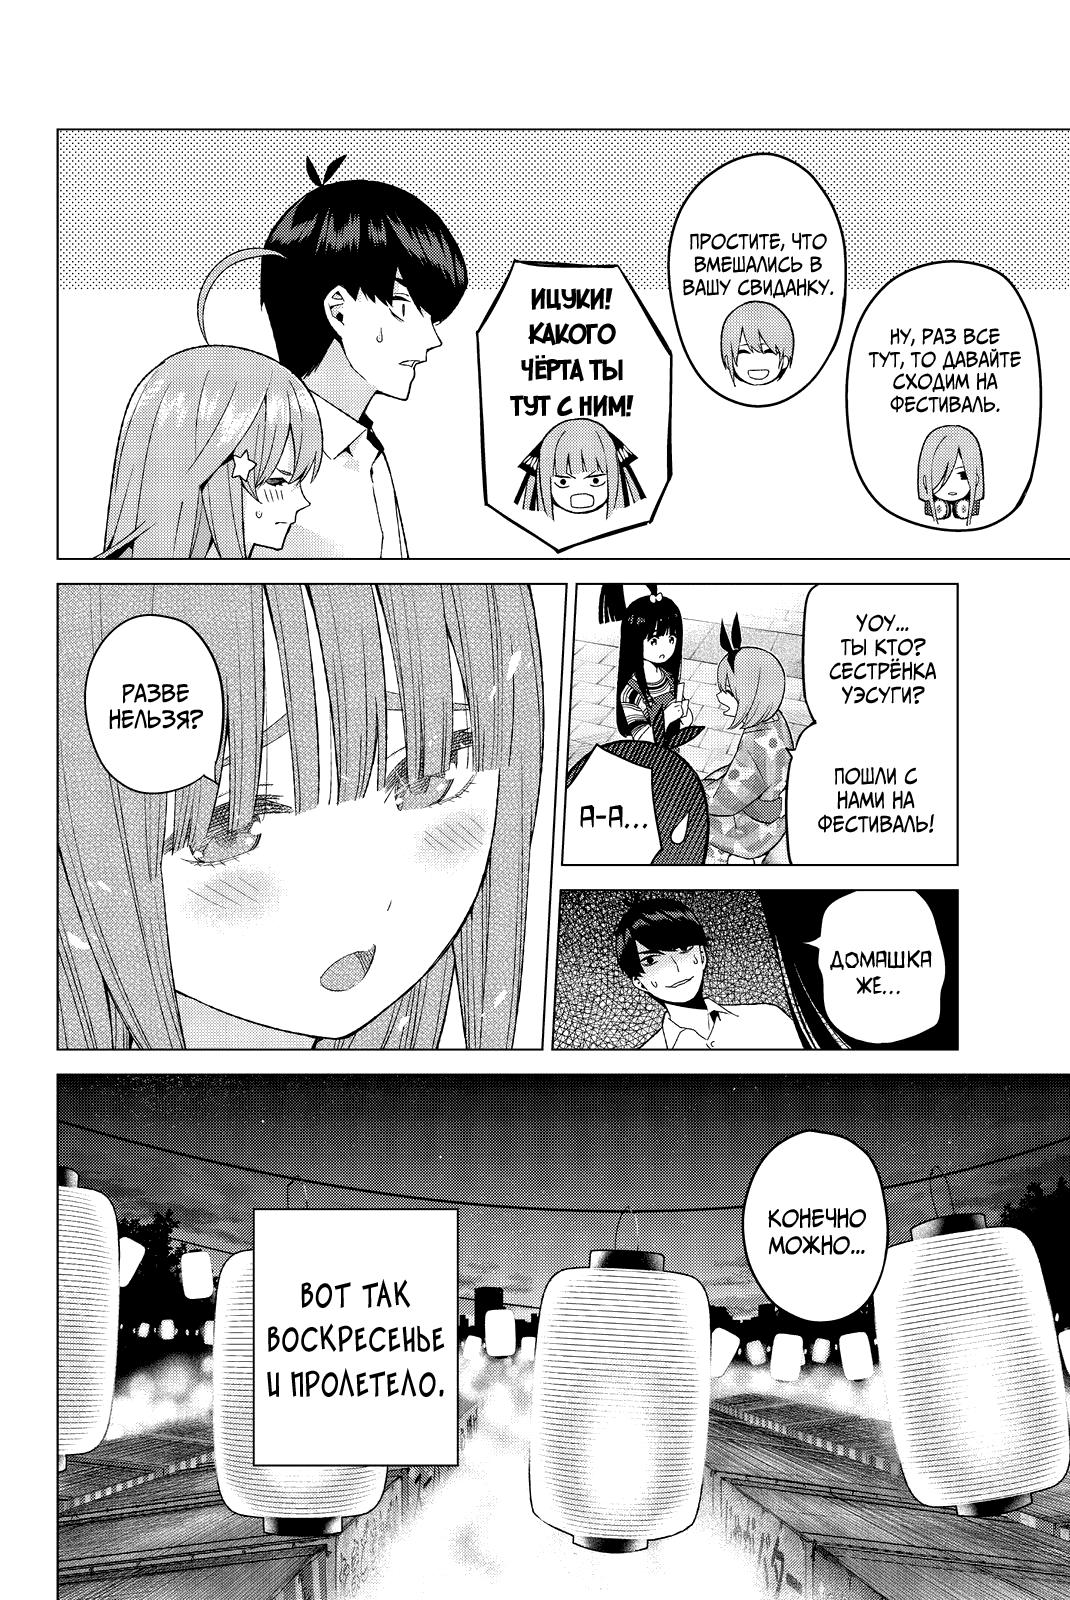 НУ, РАЗ ВСЕ
ТУТ, ТО ДАВАЙТЕ
СХОДИМ НА
ФЕСТИВАЛЬ.
ПРОСТИТЕ, ЧТО
ВМЕШАЛИСЬ В
ВАШУ СВИДАНКУ.
ИЦУКИ!
КАКОГО
ЧЁРТА ТЫ
ТУТ С НИМ!
УОУ...
ТЫ КТО?
СЕСТРЁНКА
УЭСУГИ?
ПОШЛИ С
НАМИ НА
ФЕСТИВАЛЬ!
А-А...
ДОМАШКА
ЖЕ...
РАЗВЕ
НЕЛЬЗЯ?
КОНЕЧНО
МОЖНО...
ВОТ ТАК
ВОСКРЕСЕНЬЕ
И ПРОЛЕТЕЛО.